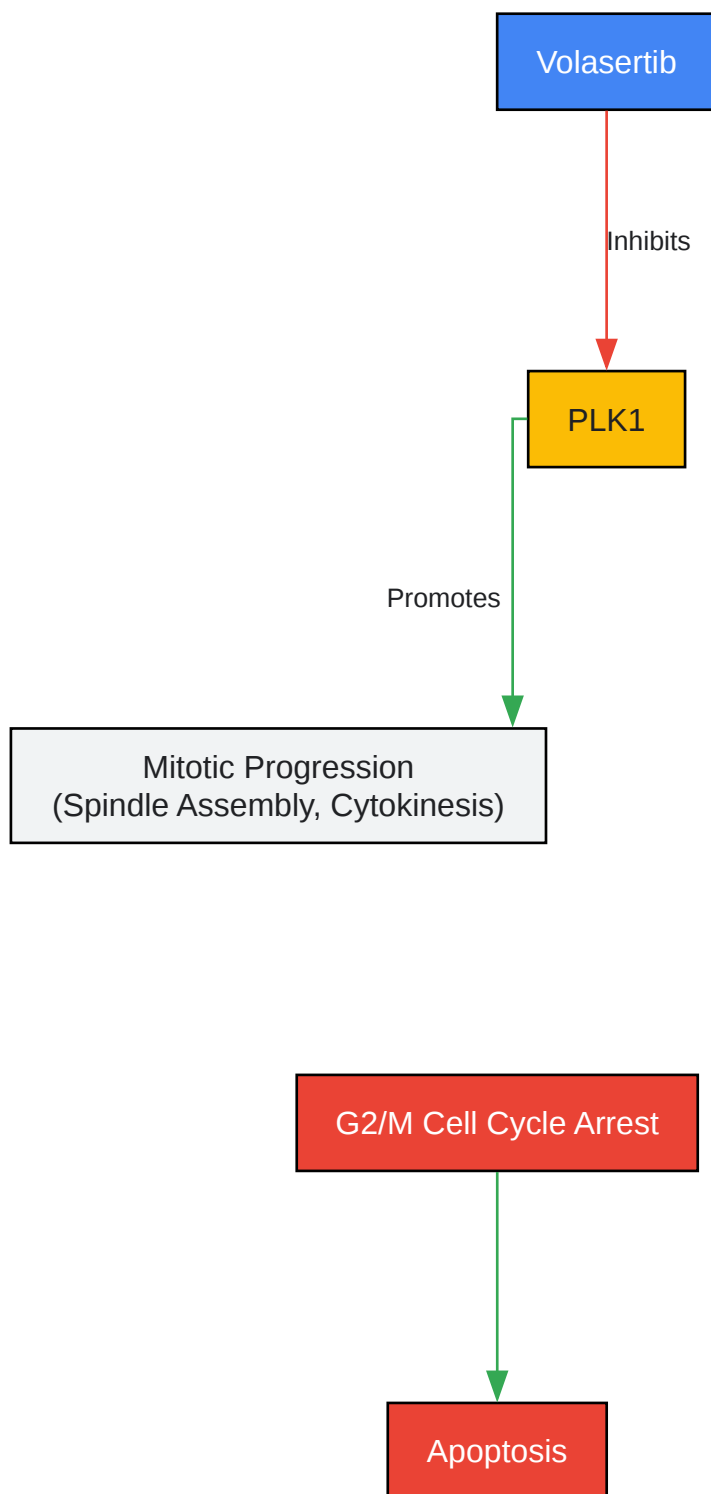 Volasertib
Inhibits
PLK1
Promotes
Mitotic Progression
(Spindle Assembly, Cytokinesis)
G2/M Cell Cycle Arrest
Apoptosis